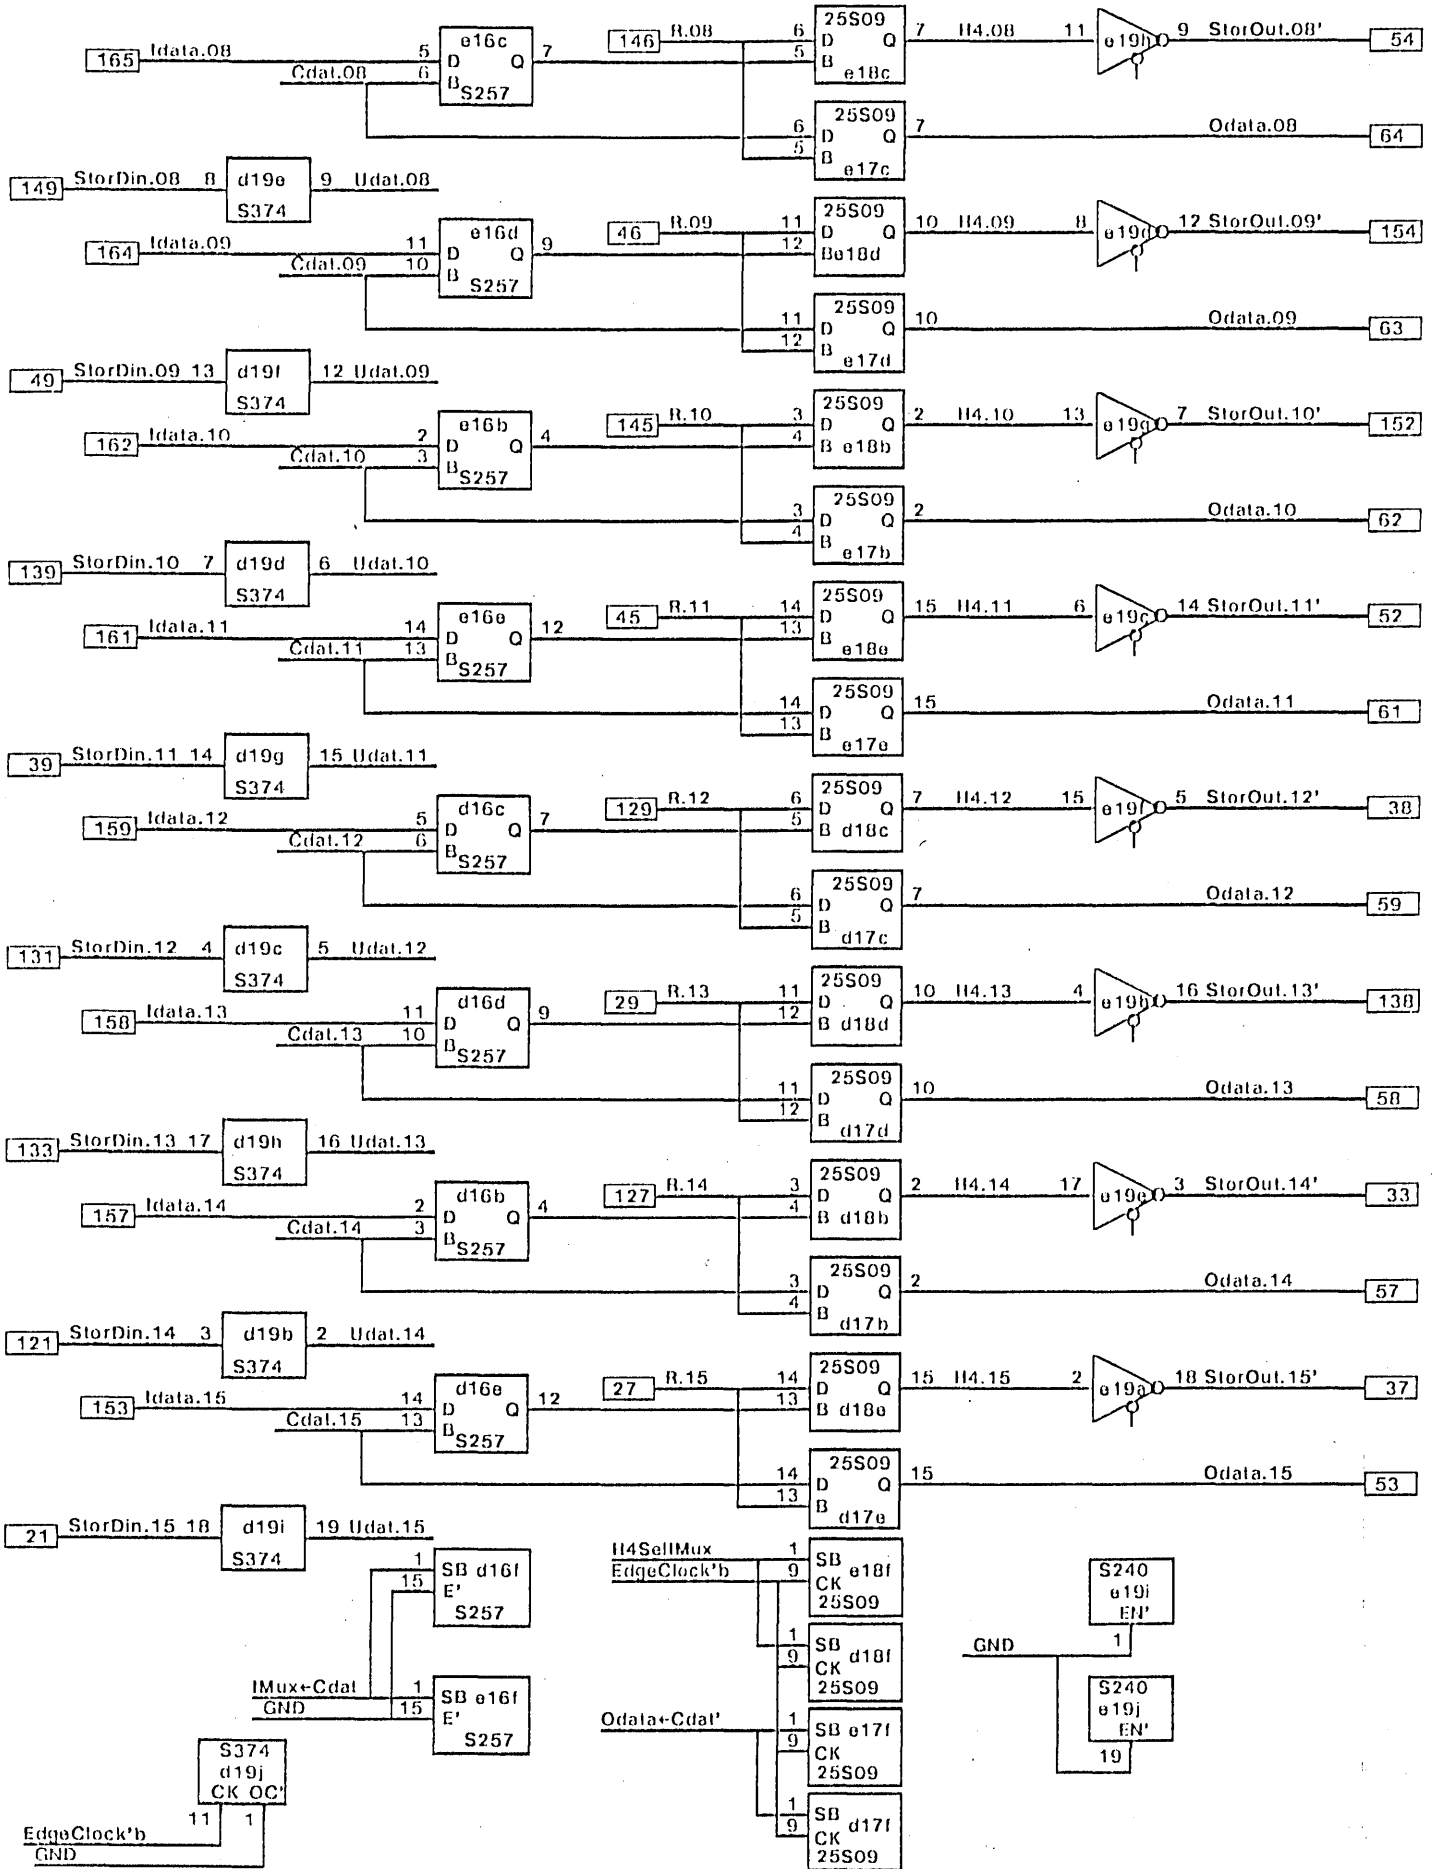 165 Idata.08 5 D e16c Q 7 146 R.08 6 D 25S09 Q 7 H4.08 11 e19h 9 StorOut.08' 54
Cdat.08 6 B S257 5 B e18c
6 D 25S09 Q 7 Odata.08 64
5 B e17c
149 StorDin.08 8 d19e 9 Udat.08
S374
164 Idata.09 11 D e16d Q 9 46 R.09 11 D 25S09 Q 10 H4.09 8 e19d 12 StorOut.09' 154
Cdat.09 10 B S257 12 B e18d
11 D 25S09 Q 10 Odata.09 63
12 B e17d
49 StorDin.09 13 d19f 12 Udat.09
S374
162 Idata.10 2 D e16b Q 4 145 R.10 3 D 25S09 Q 2 H4.10 13 e19g 7 StorOut.10' 152
Cdat.10 3 B S257 4 B e18b
3 D 25S09 Q 2 Odata.10 62
4 B e17b
139 StorDin.10 7 d19d 6 Udat.10
S374
161 Idata.11 14 D e16e Q 12 45 R.11 14 D 25S09 Q 15 H4.11 6 e19c 14 StorOut.11' 52
Cdat.11 13 B S257 13 B e18e
14 D 25S09 Q 15 Odata.11 61
13 B e17e
39 StorDin.11 14 d19g 15 Udat.11
S374
159 Idata.12 5 D d16c Q 7 129 R.12 6 D 25S09 Q 7 H4.12 15 e19f 5 StorOut.12' 38
Cdat.12 6 B S257 5 B d18c
6 D 25S09 Q 7 Odata.12 59
5 B d17c
131 StorDin.12 4 d19c 5 Udat.12
S374
158 Idata.13 11 D d16d Q 9 29 R.13 11 D 25S09 Q 10 H4.13 4 e19b 16 StorOut.13' 138
Cdat.13 10 B S257 12 B d18d
11 D 25S09 Q 10 Odata.13 58
12 B d17d
133 StorDin.13 17 d19h 16 Udat.13
S374
157 Idata.14 2 D d16b Q 4 127 R.14 3 D 25S09 Q 2 H4.14 17 e19e 3 StorOut.14' 33
Cdat.14 3 B S257 4 B d18b
3 D 25S09 Q 2 Odata.14 57
4 B d17b
121 StorDin.14 3 d19b 2 Udat.14
S374
153 Idata.15 14 D d16e Q 12 27 R.15 14 D 25S09 Q 15 H4.15 2 e19a 18 StorOut.15' 37
Cdat.15 13 B S257 13 B d18e
14 D 25S09 Q 15 Odata.15 53
13 B d17e
21 StorDin.15 18 d19i 19 Udat.15
S374
1 SB d16f
15 E'
S257
IMux←Cdat 1 SB e16f
GND 15 E'
S257
S374
d19j
CK OC'
11 1
EdgeClock'b
GND
H4SelIMux 1 SB e18f
EdgeClock'b 9 CK
25S09
1 SB d18f
9 CK
25S09
Odata←Cdat' 1 SB e17f
9 CK
25S09
1 SB d17f
9 CK
25S09
S240
e19i
EN'
GND 1
S240
e19j
EN'
19